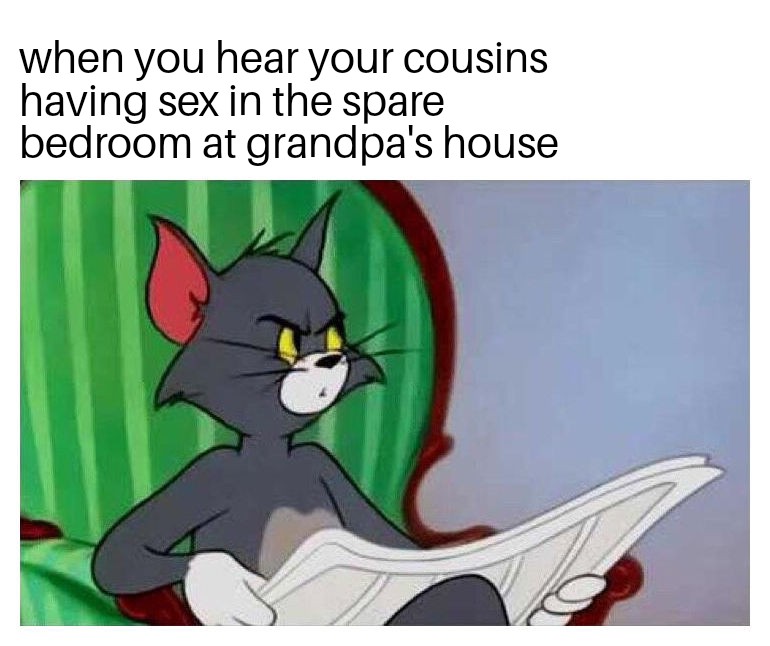 when you hear your cousins
having sex in the spare
bedroom at grandpa's house